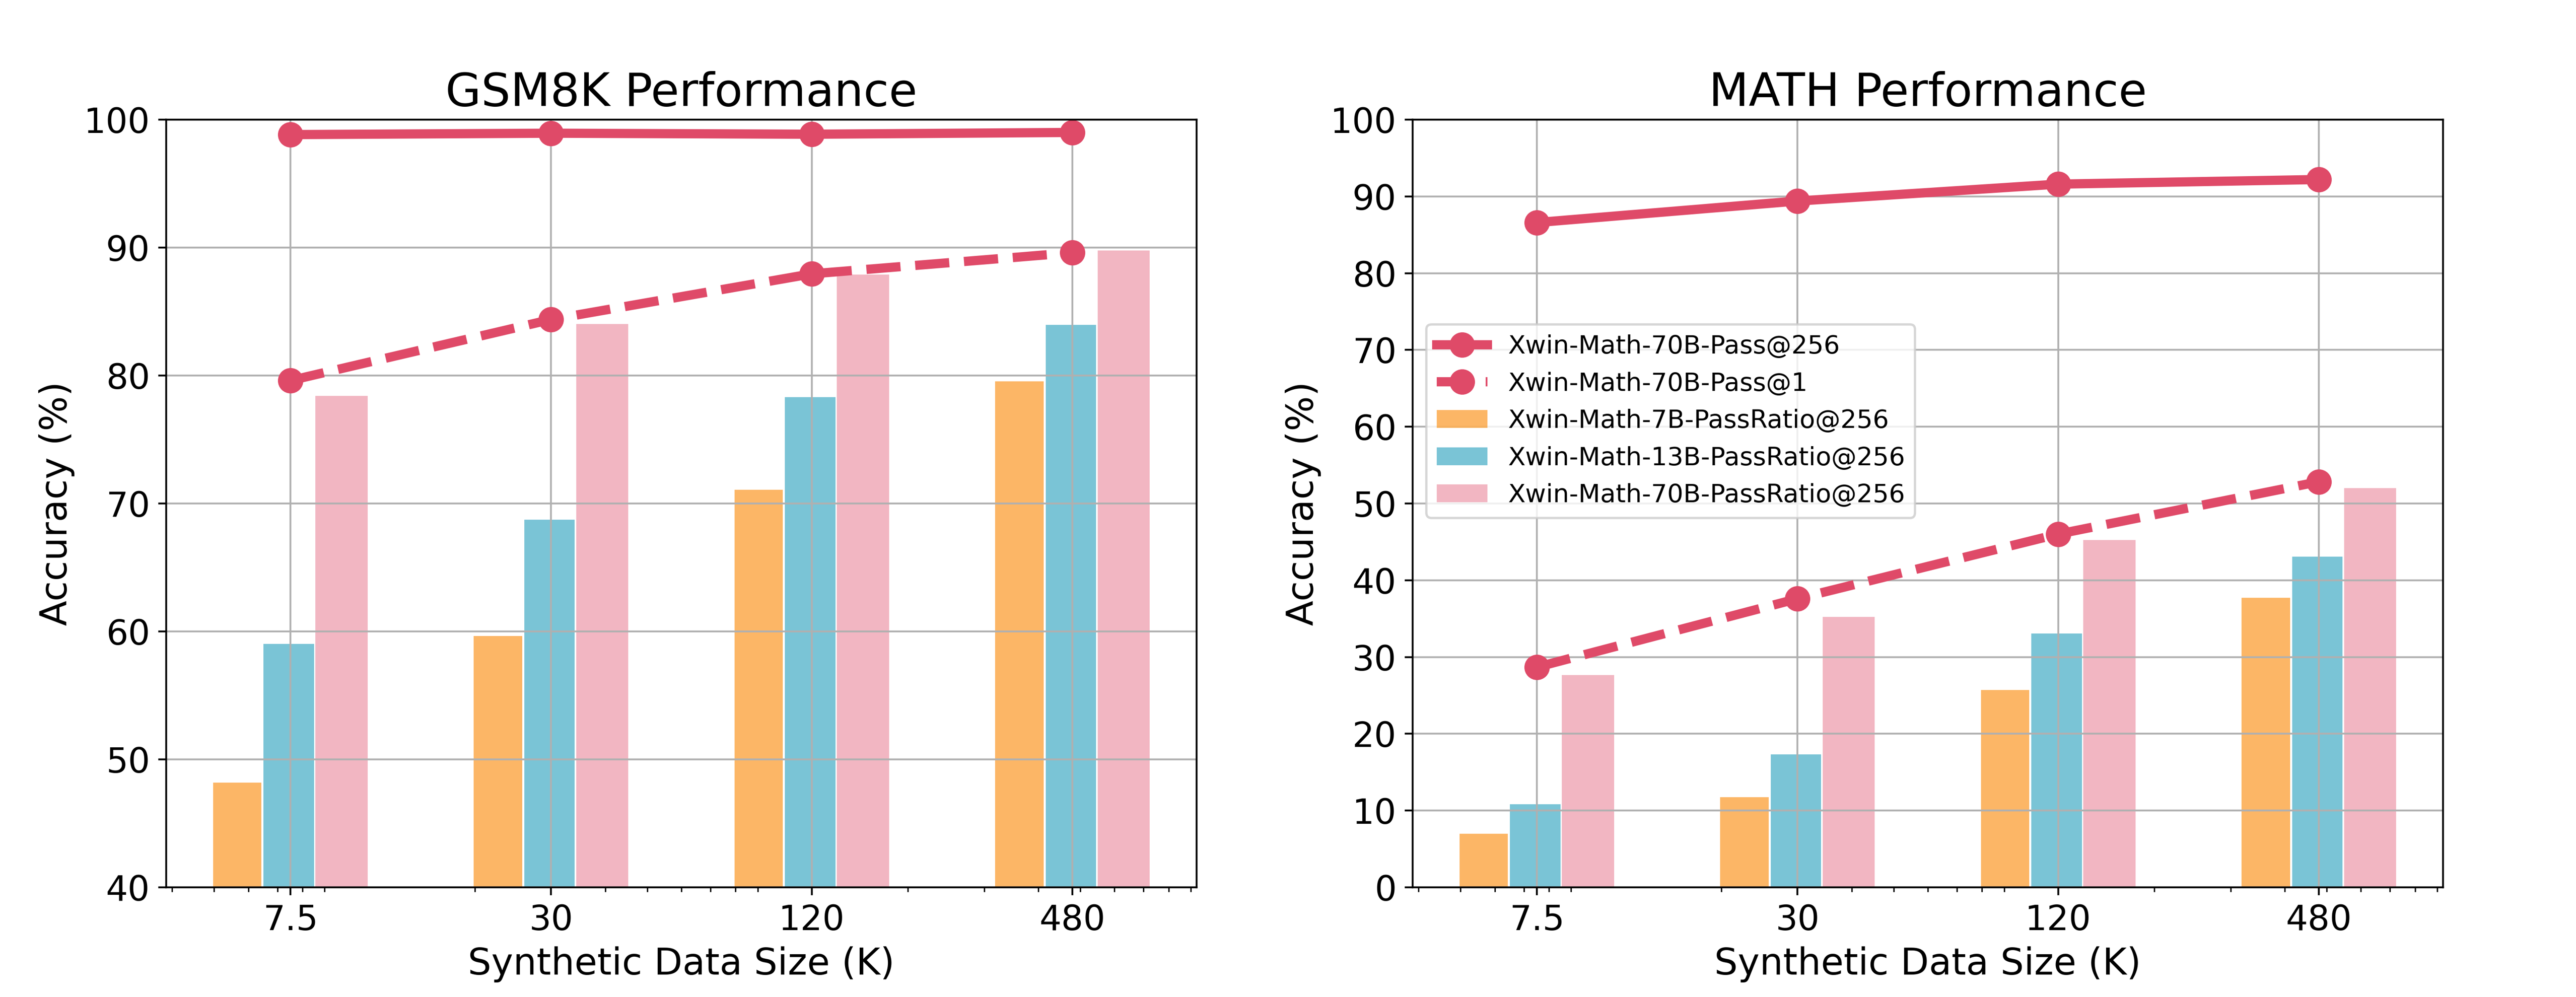 GSM8K Performance
100
90
80
70
60
50
40
Accuracy (%)
7.5 30 120 480
Synthetic Data Size (K)
MATH Performance
100
90
80
70
60
50
40
30
20
10
0
Accuracy (%)
Xwin-Math-70B-Pass@256
Xwin-Math-70B-Pass@1
Xwin-Math-7B-PassRatio@256
Xwin-Math-13B-PassRatio@256
Xwin-Math-70B-PassRatio@256
7.5 30 120 480
Synthetic Data Size (K)